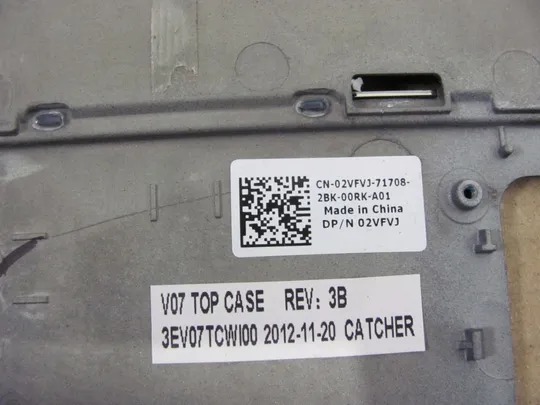 CN-02VFVJ-71708-
2BK-00RK-A01
Made in China
DP/N 02VFVJ
V07 TOP CASE REV: 3B
3EV07TCWI00 2012-11-20 CATCHER